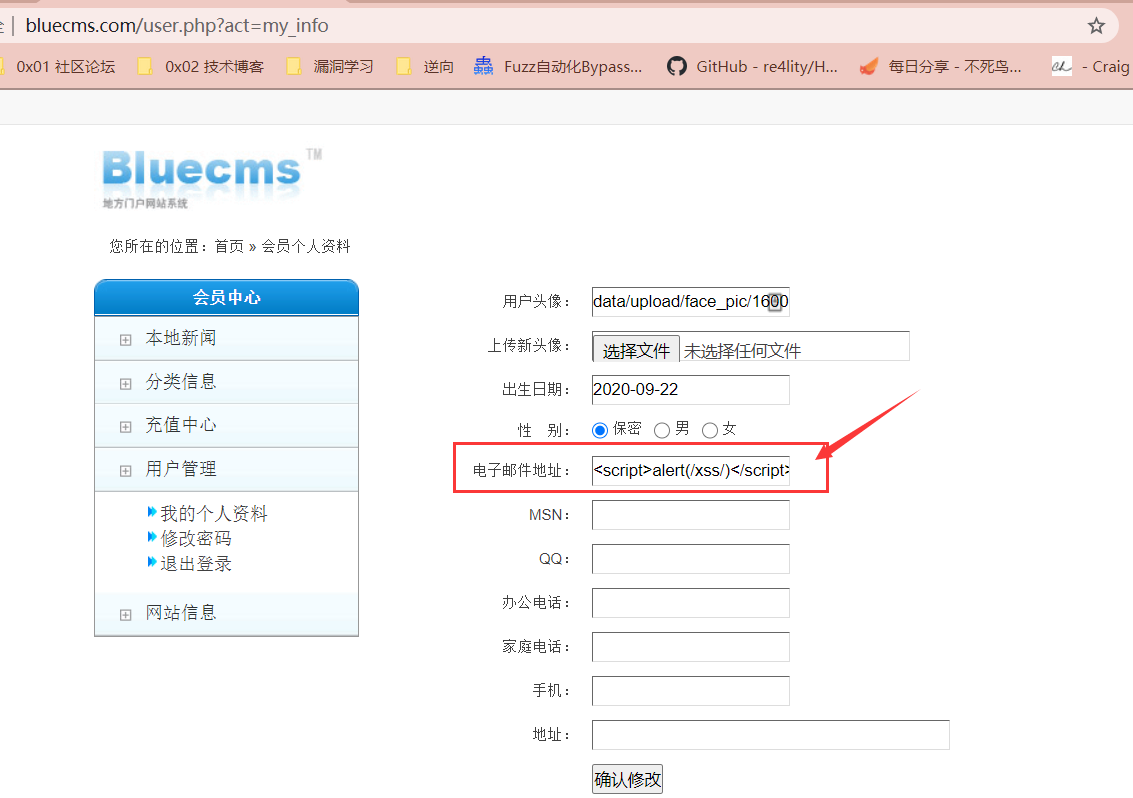 bluecms.com/user.php?act=my_info
0x01 社区论坛 0x02 技术博客 漏洞学习 逆向 Fuzz自动化Bypass... GitHub - re4lity/H... 每日分享 - 不死鸟... - Craig
Bluecms TM
地方门户网站系统
您所在的位置：首页 » 会员个人资料
会员中心
本地新闻
分类信息
充值中心
用户管理
我的个人资料
修改密码
退出登录
网站信息
用户头像： data/upload/face_pic/1600
上传新头像： 选择文件 未选择任何文件
出生日期： 2020-09-22
性 别： 保密 男 女
电子邮件地址： <script>alert(/xss/)</script>
MSN：
QQ：
办公电话：
家庭电话：
手机：
地址：
确认修改